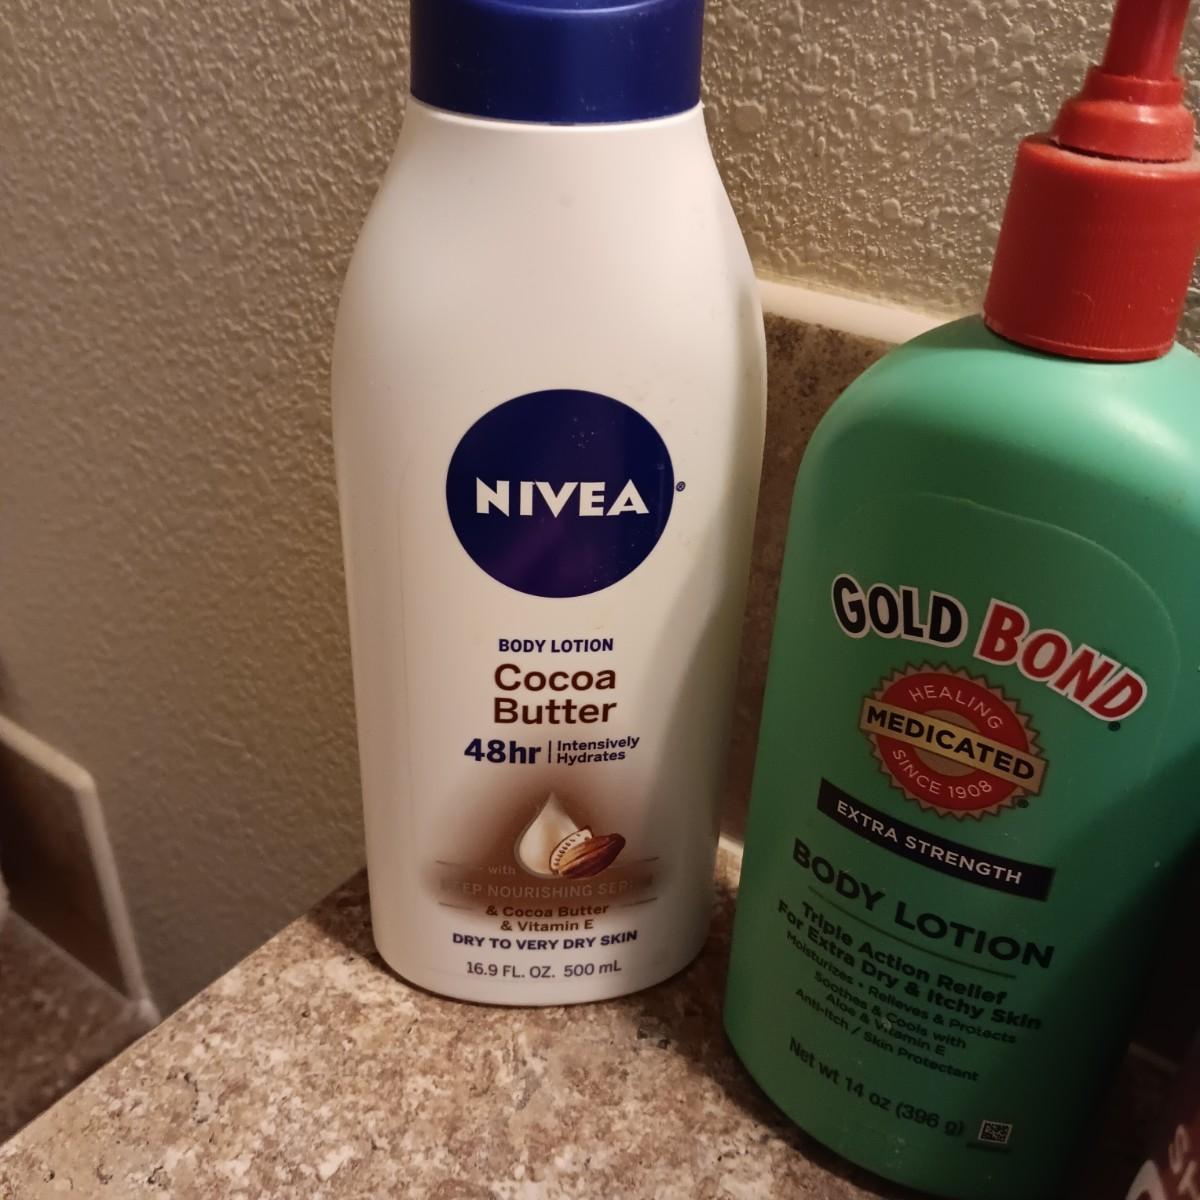 NIVEA®
BODY LOTION
Cocoa
Butter
48hr | Intensively
Hydrates
with
NOURISHING
& Cocoa Butter
& Vitamin E
DRY TO VERY DRY SKIN
16.9 FL. OZ. 500 mL
GOLD BOND®
HEALING
MEDICATED
SINCE 1908
EXTRA STRENGTH
BODY LOTION
Triple Action Relief
For Extra Dry & Itchy Skin
Moisturizes • Relieves & Protects
Soothes & Cools with
Aloe & Vitamin E
Anti-Itch / Skin Protectant
Net wt 14 oz (396 g)